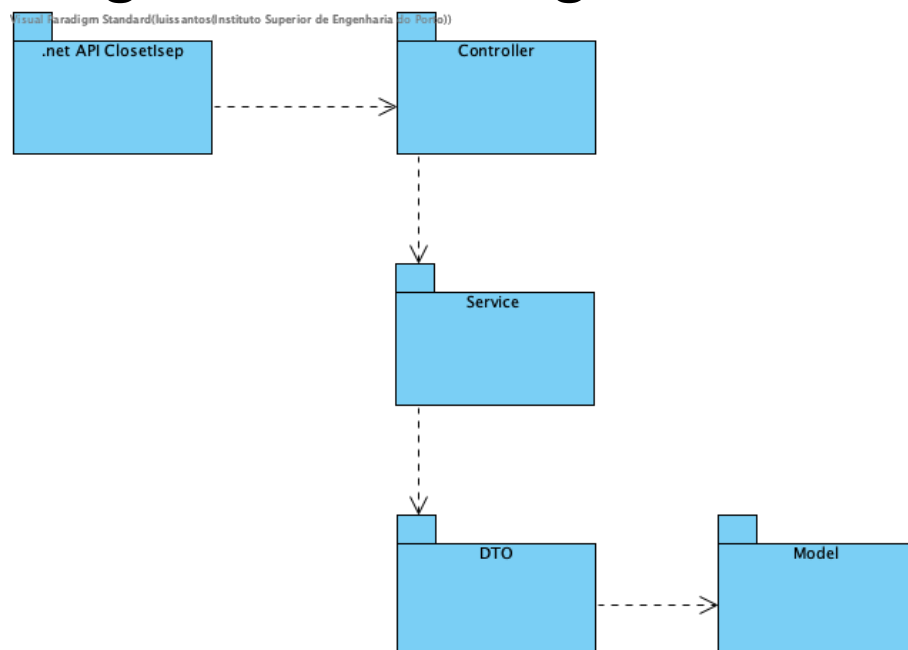 Visual Paradigm Standard(luissantos(Instituto Superior de Engenharia do Porto))
.net API ClosetIsep
Controller
Service
DTO
Model